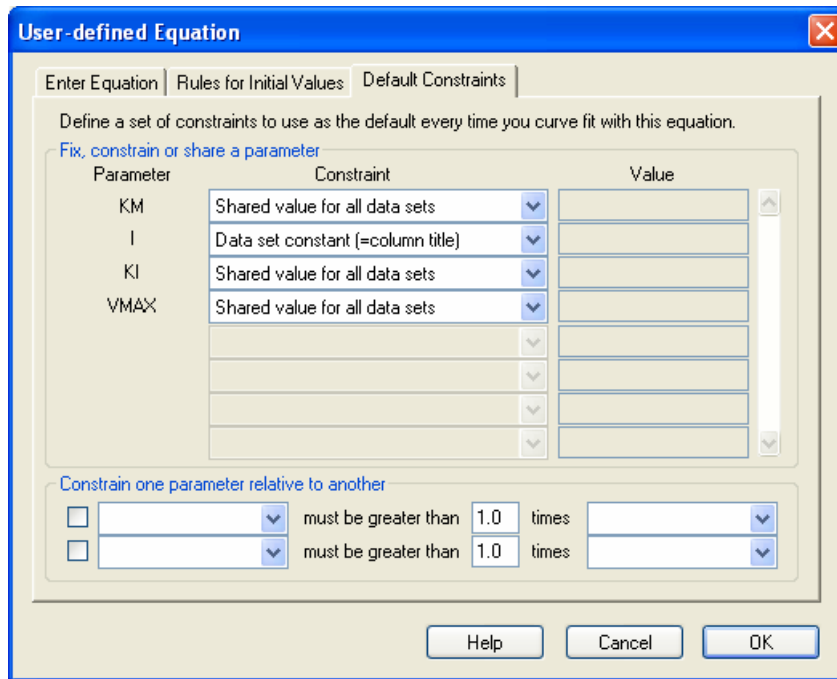 User-defined Equation
Enter Equation Rules for Initial Values Default Constraints
Define a set of constraints to use as the default every time you curve fit with this equation.
Fix, constrain or share a parameter
Parameter Constraint Value
KM Shared value for all data sets
I Data set constant (=column title)
KI Shared value for all data sets
VMAX Shared value for all data sets
Constrain one parameter relative to another
must be greater than 1.0 times
must be greater than 1.0 times
Help Cancel OK